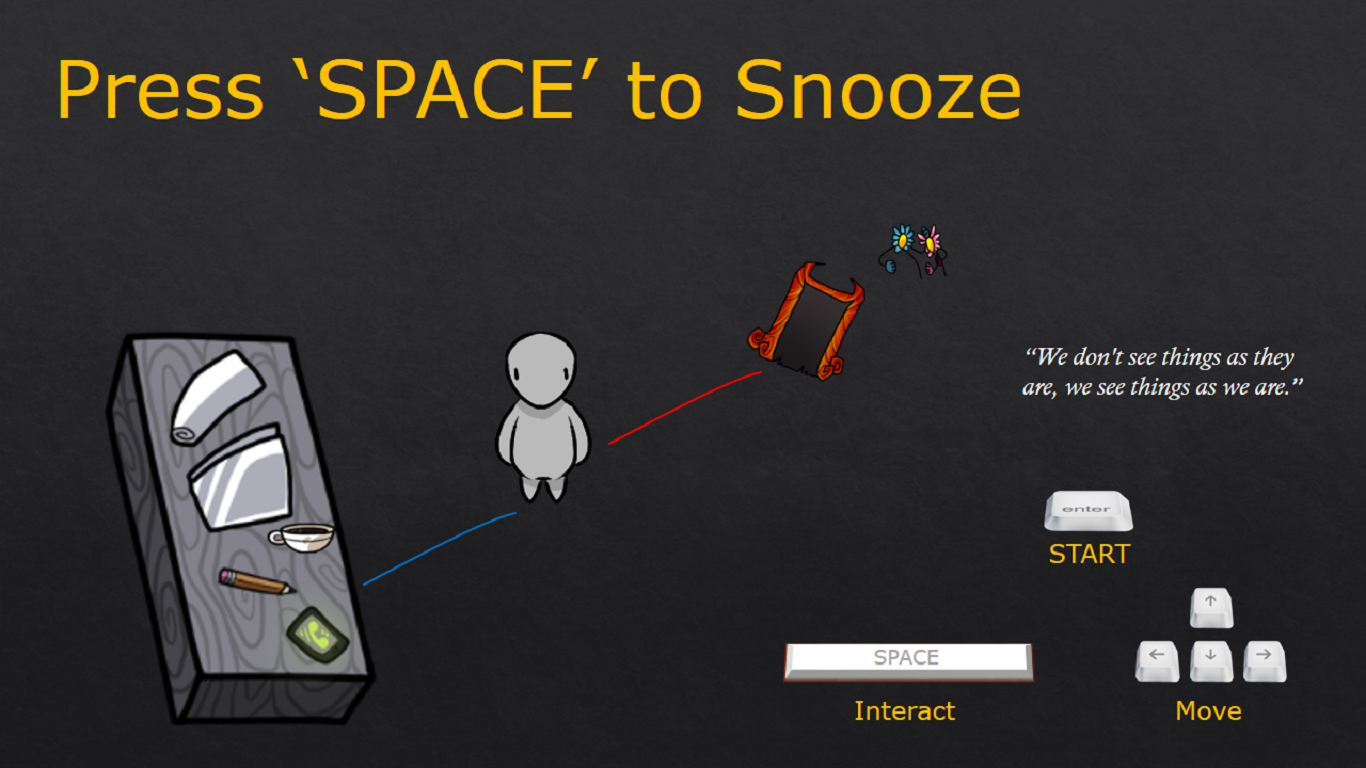 Press ‘SPACE’ to Snooze
“We don't see things as they
are, we see things as we are.”
enter
START
↑
SPACE
← ↓ →
Interact
Move